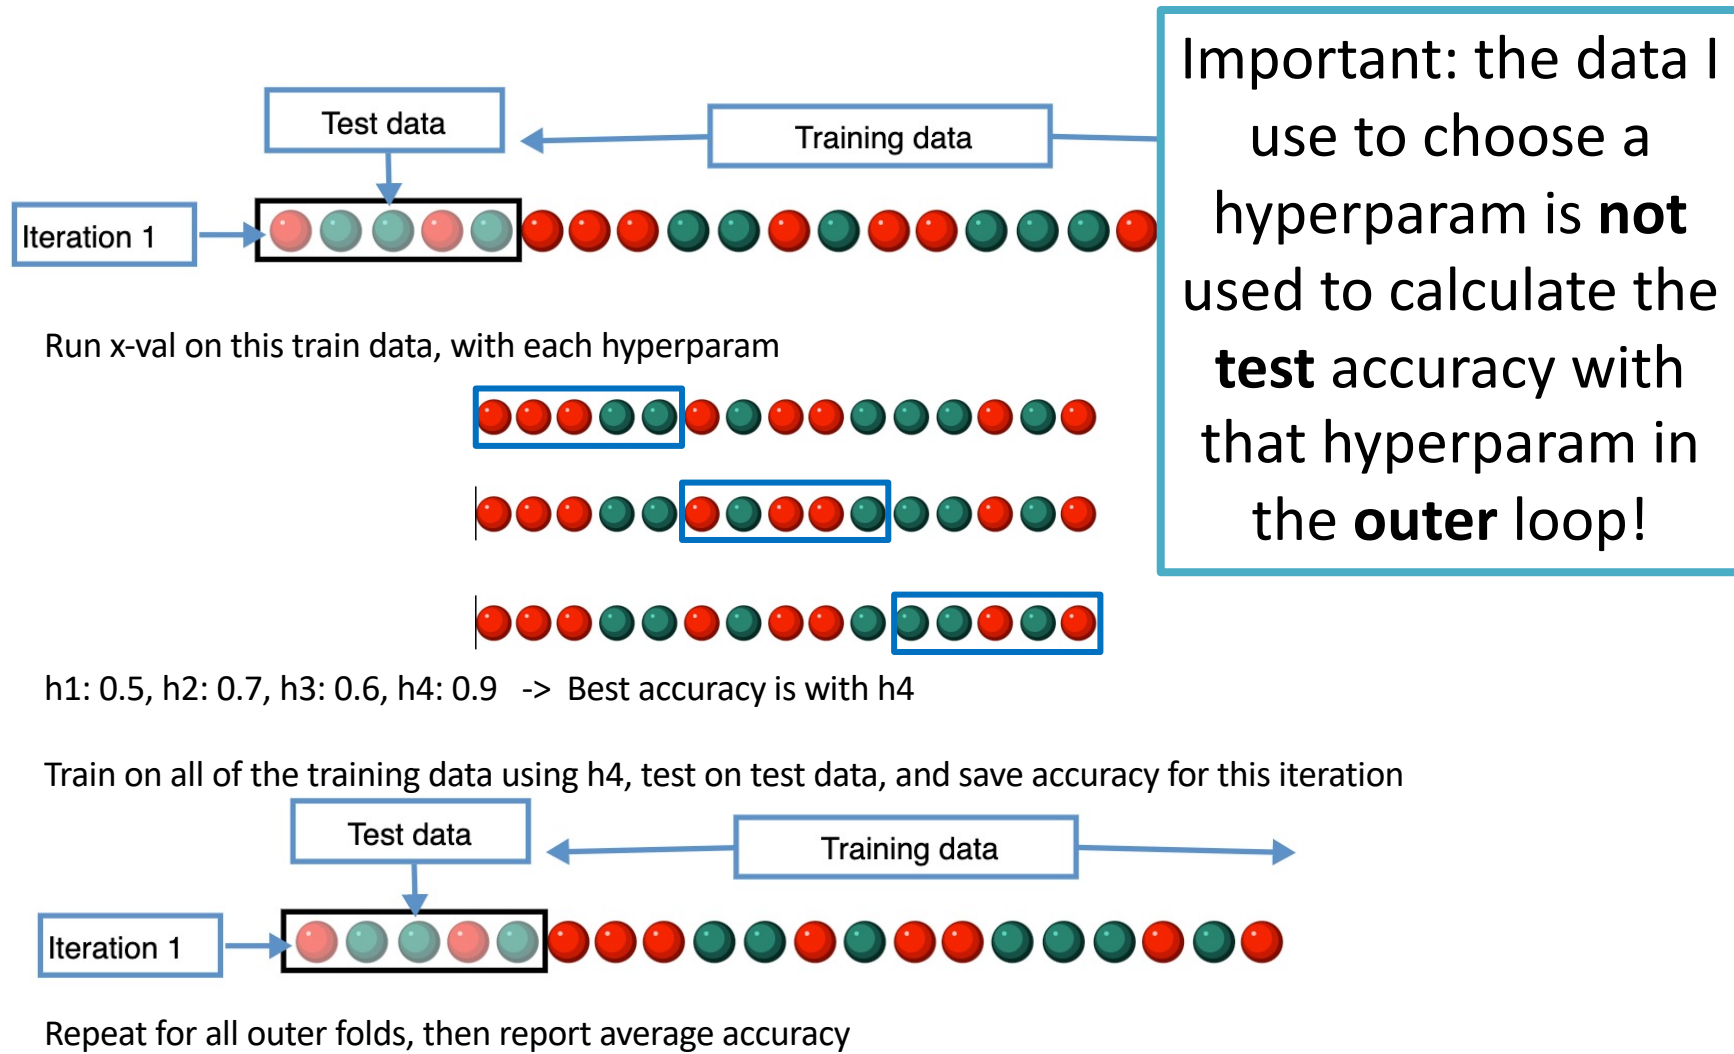 Important: the data I
use to choose a
hyperparam is not
used to calculate the
test accuracy with
that hyperparam in
the outer loop!
Test data
Training data
Iteration 1
Run x-val on this train data, with each hyperparam
h1: 0.5, h2: 0.7, h3: 0.6, h4: 0.9 -> Best accuracy is with h4
Train on all of the training data using h4, test on test data, and save accuracy for this iteration
Test data
Training data
Iteration 1
Repeat for all outer folds, then report average accuracy